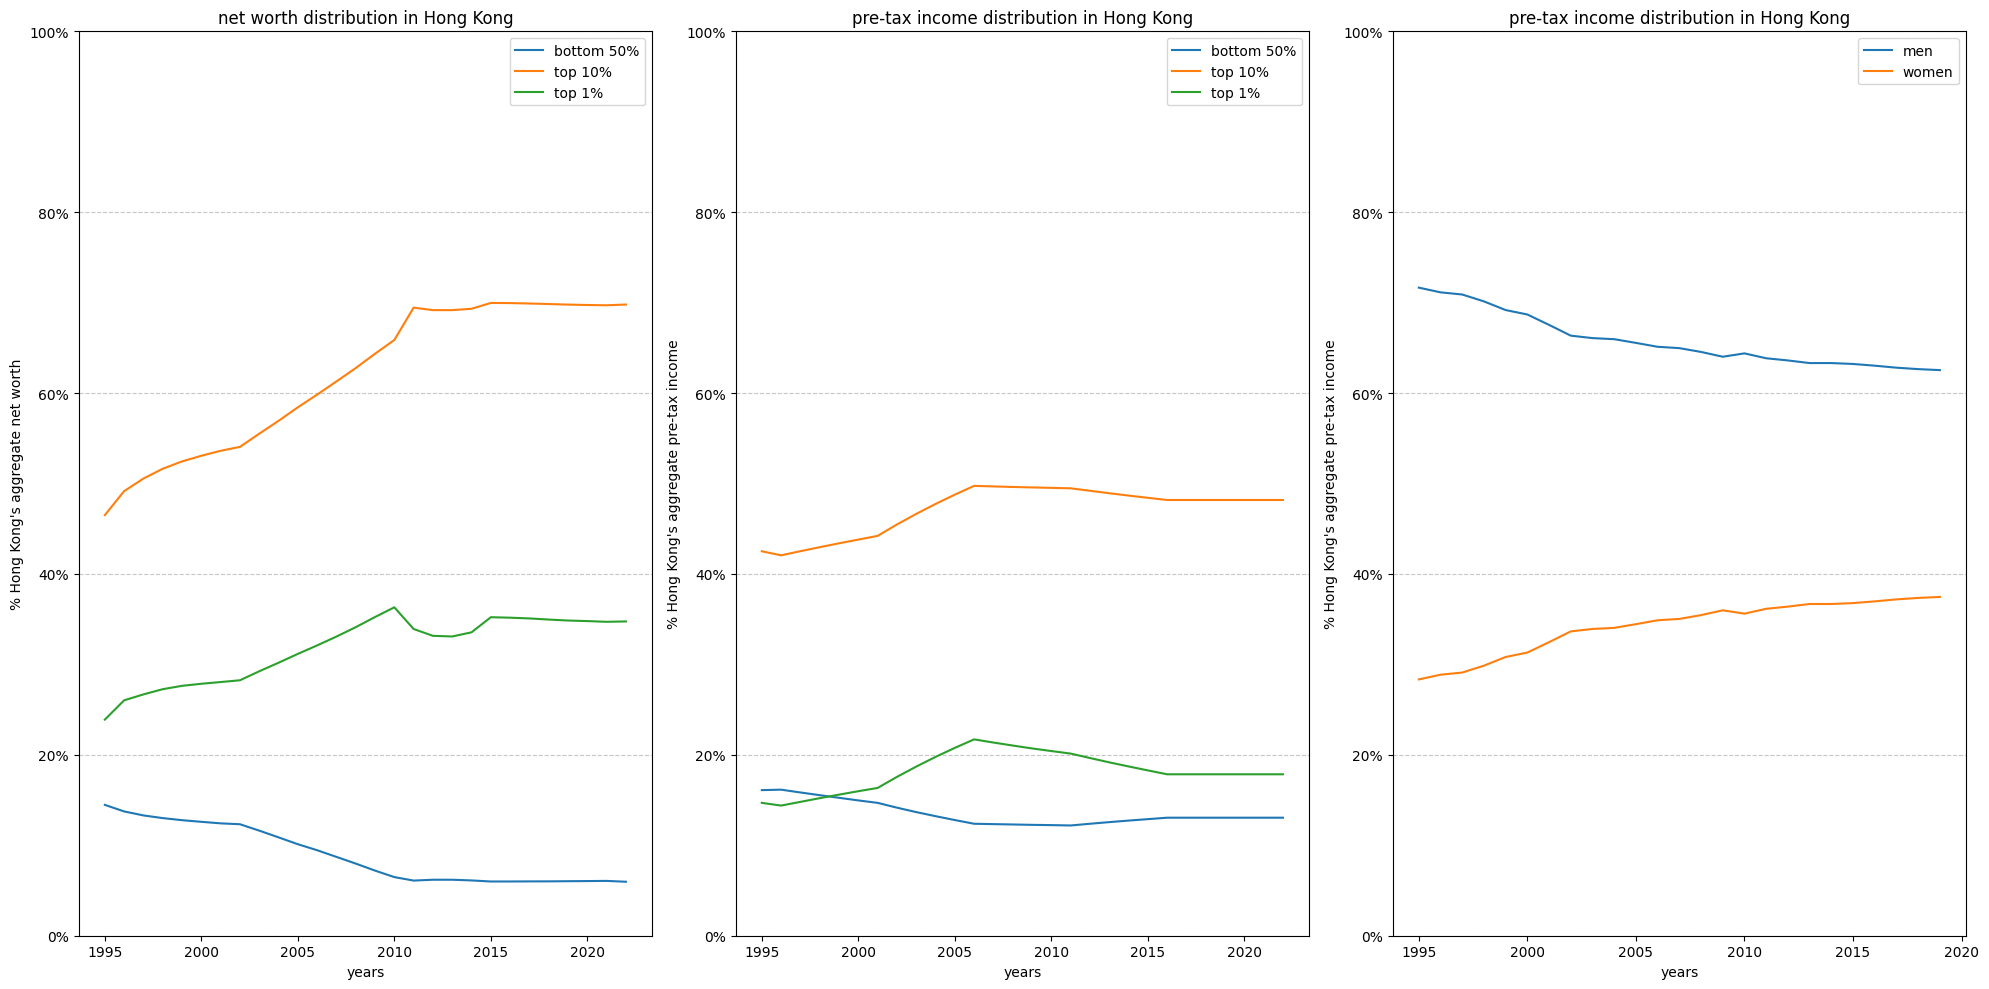 net worth distribution in Hong Kong
100%
80%
60%
40%
20%
0%
% Hong Kong's aggregate net worth
bottom 50%
top 10%
top 1%
1995
2000
2005
2010
2015
2020
years
pre-tax income distribution in Hong Kong
100%
80%
60%
40%
20%
0%
% Hong Kong's aggregate pre-tax income
bottom 50%
top 10%
top 1%
1995
2000
2005
2010
2015
2020
years
pre-tax income distribution in Hong Kong
100%
80%
60%
40%
20%
0%
% Hong Kong's aggregate pre-tax income
men
women
1995
2000
2005
2010
2015
2020
years